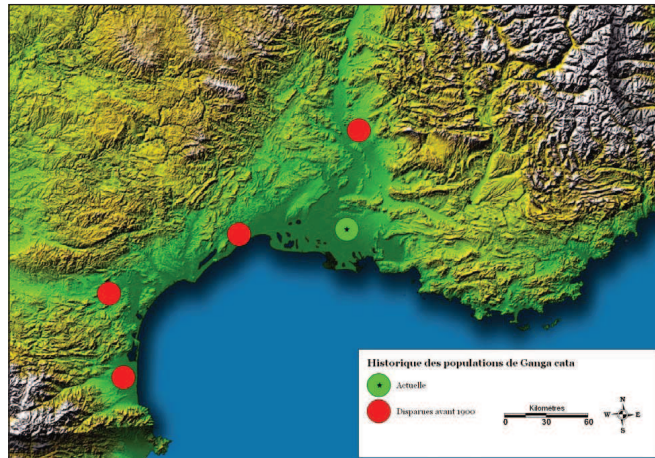 Historique des populations de Ganga cata
Actuelle
Disparues avant 1900
Kilomètres
0 30 60
N
W E
S